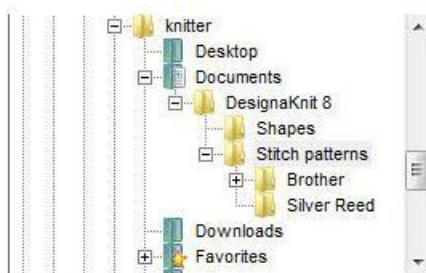 knitter
Desktop
Documents
DesignaKnit 8
Shapes
Stitch patterns
Brother
Silver Reed
Downloads
Favorites